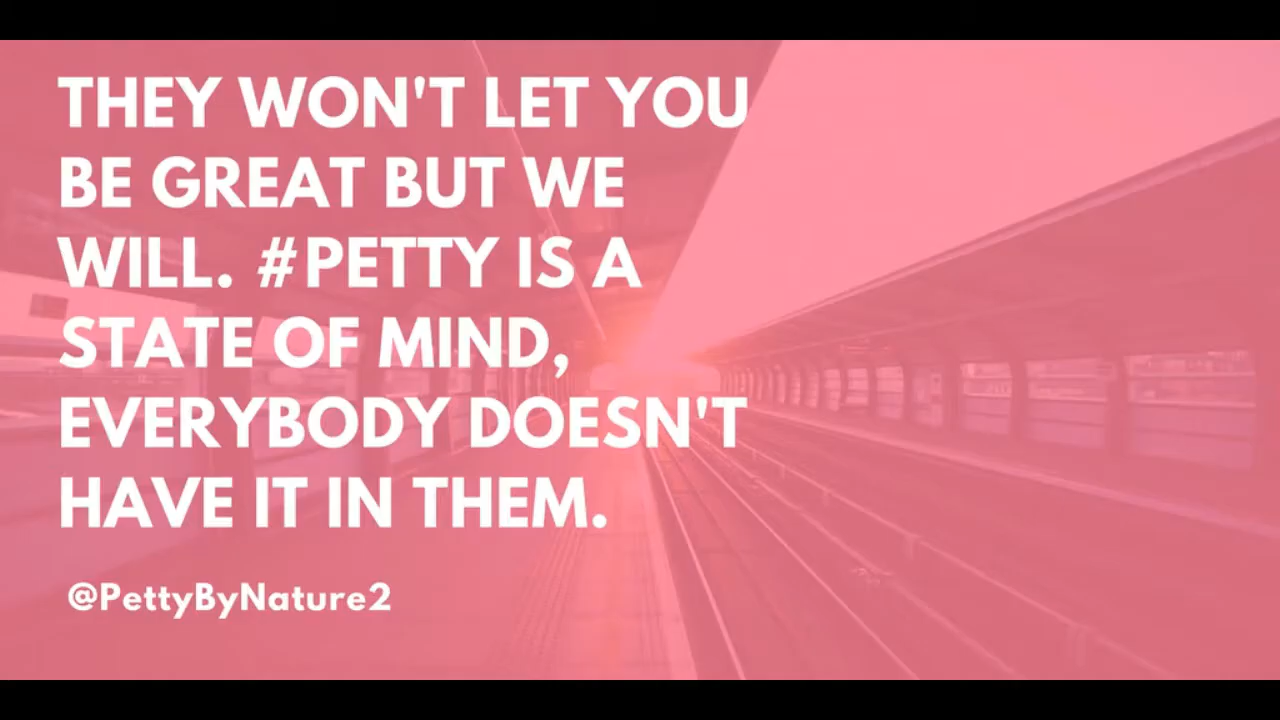 THEY WON'T LET YOU
BE GREAT BUT WE
WILL. #PETTY IS A
STATE OF MIND,
EVERYBODY DOESN'T
HAVE IT IN THEM.
@PettyByNature2